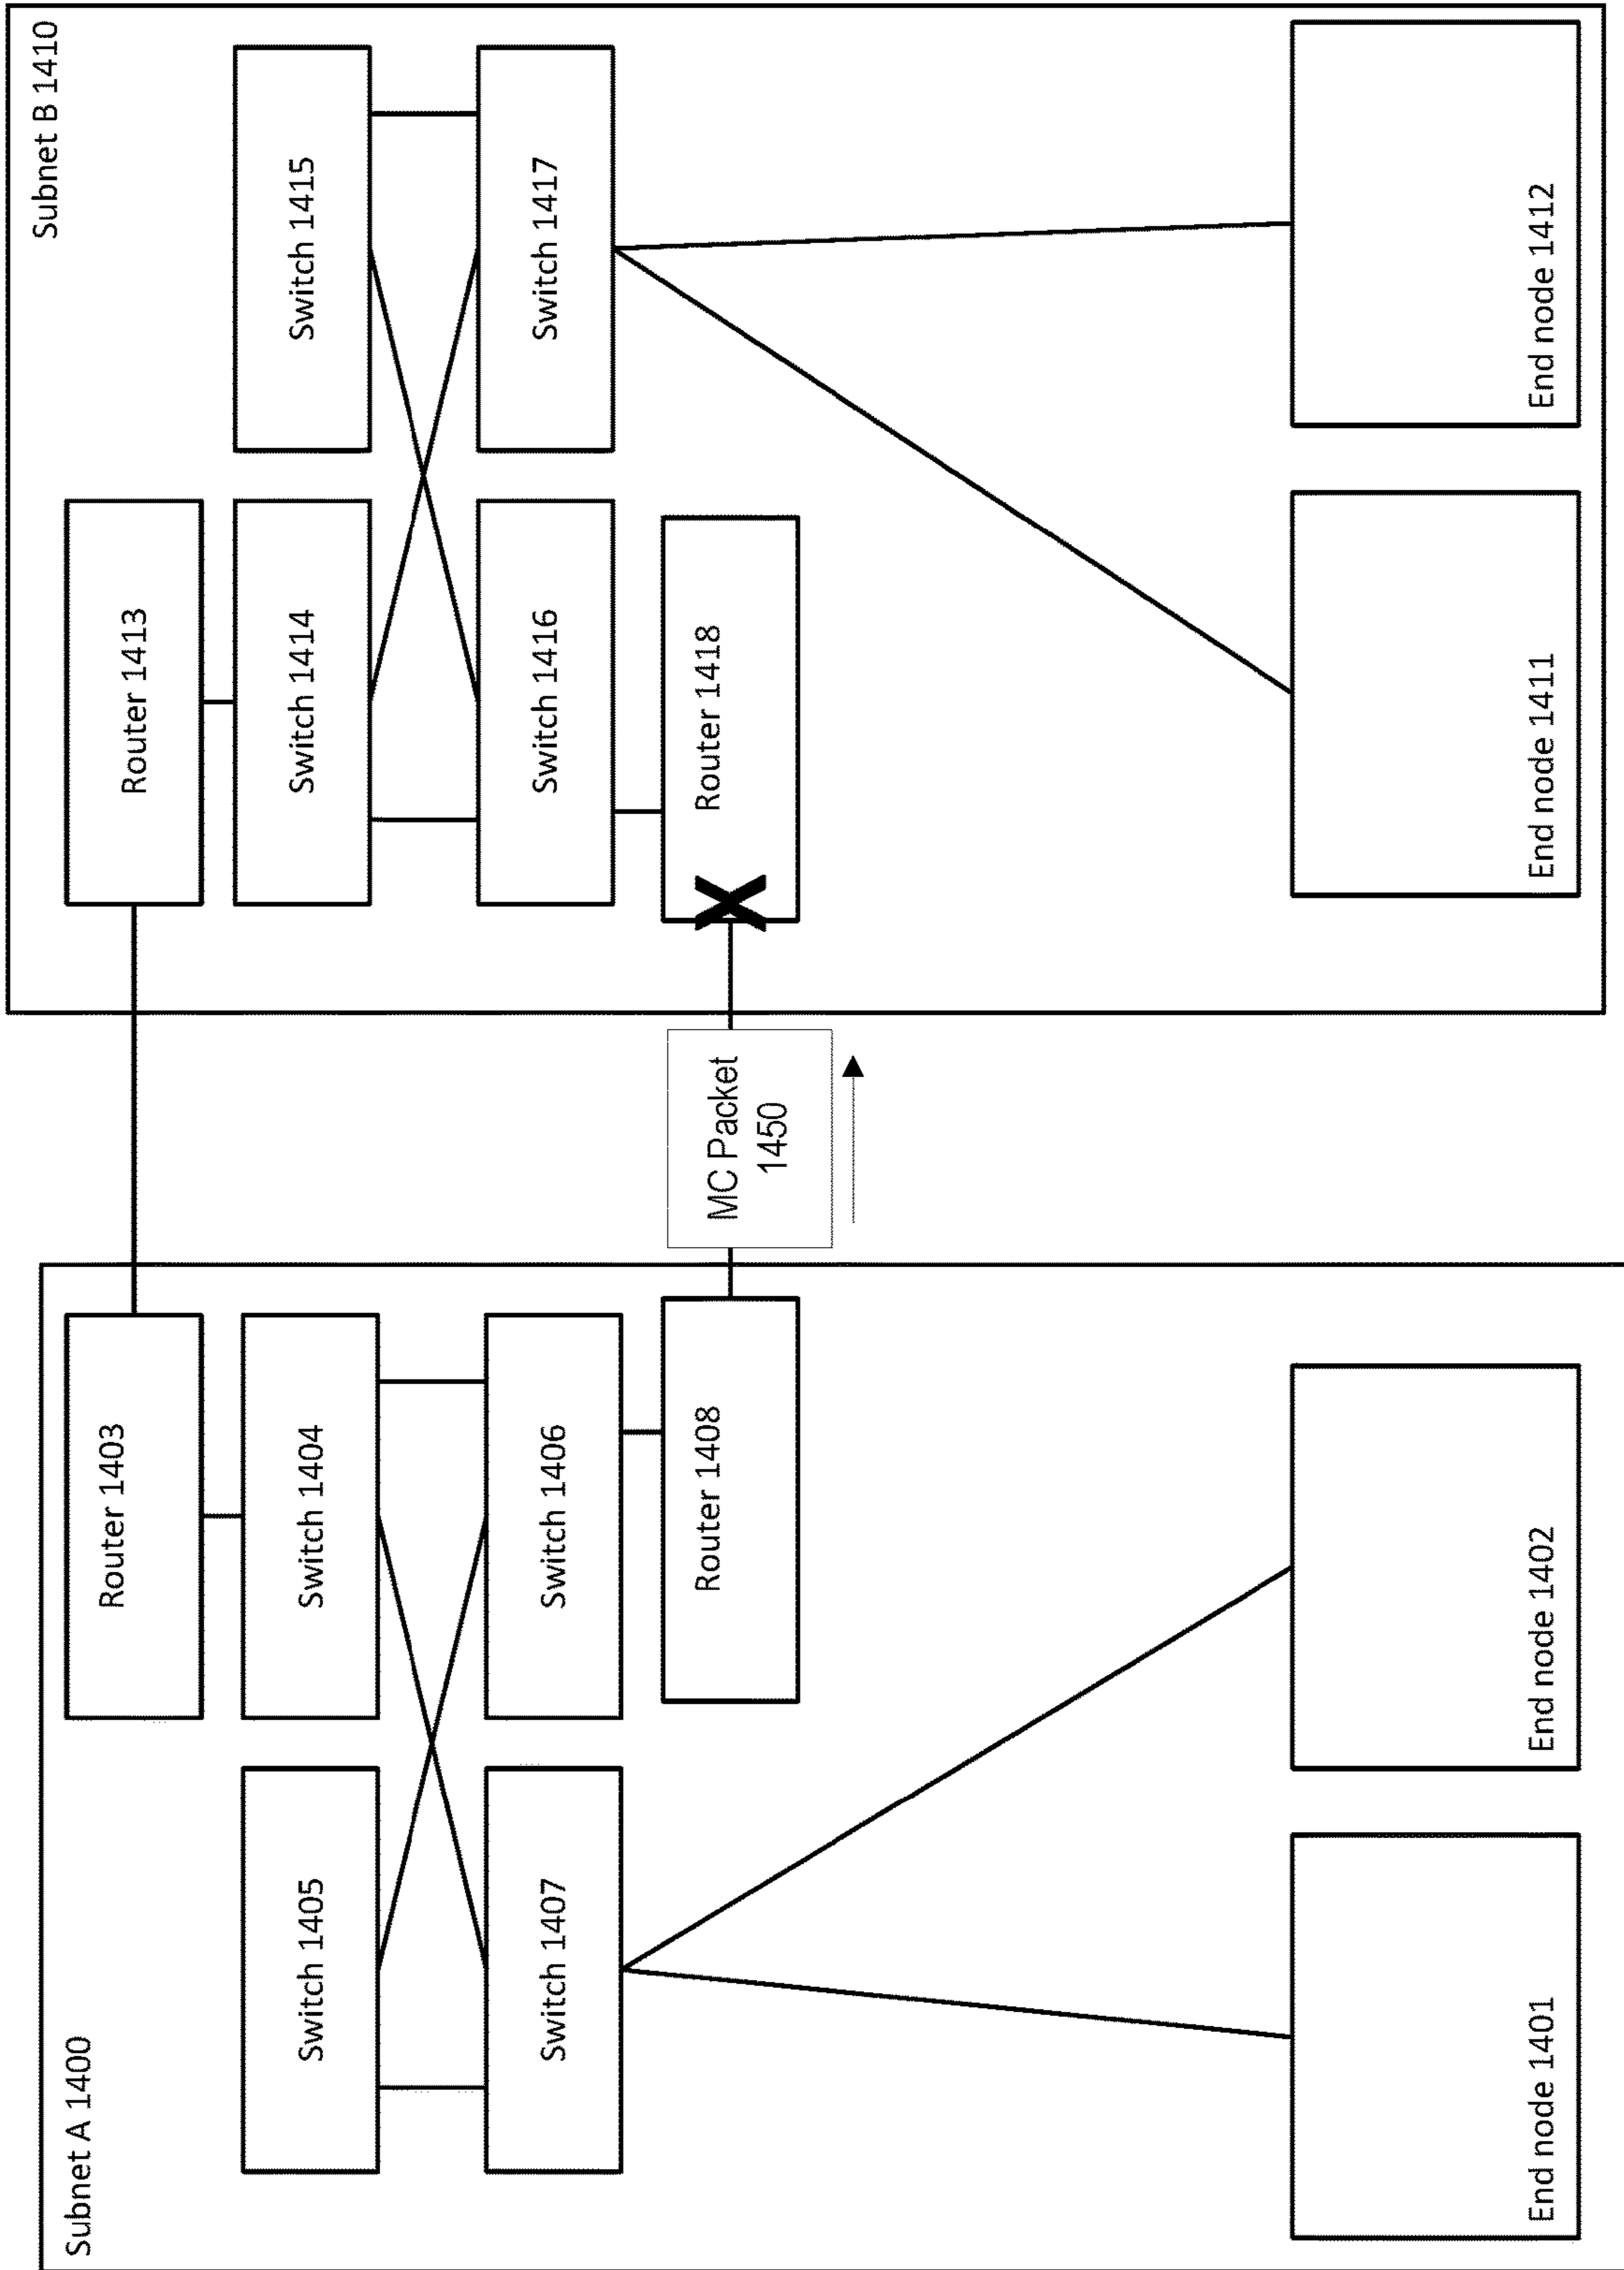 Subnet A 1400
Router 1403
Switch 1405
Switch 1404
Switch 1407
Switch 1406
Router 1408
End node 1401
End node 1402
MC Packet
1450
Subnet B 1410
Router 1413
Switch 1414
Switch 1415
Switch 1416
Switch 1417
Router 1418
End node 1411
End node 1412